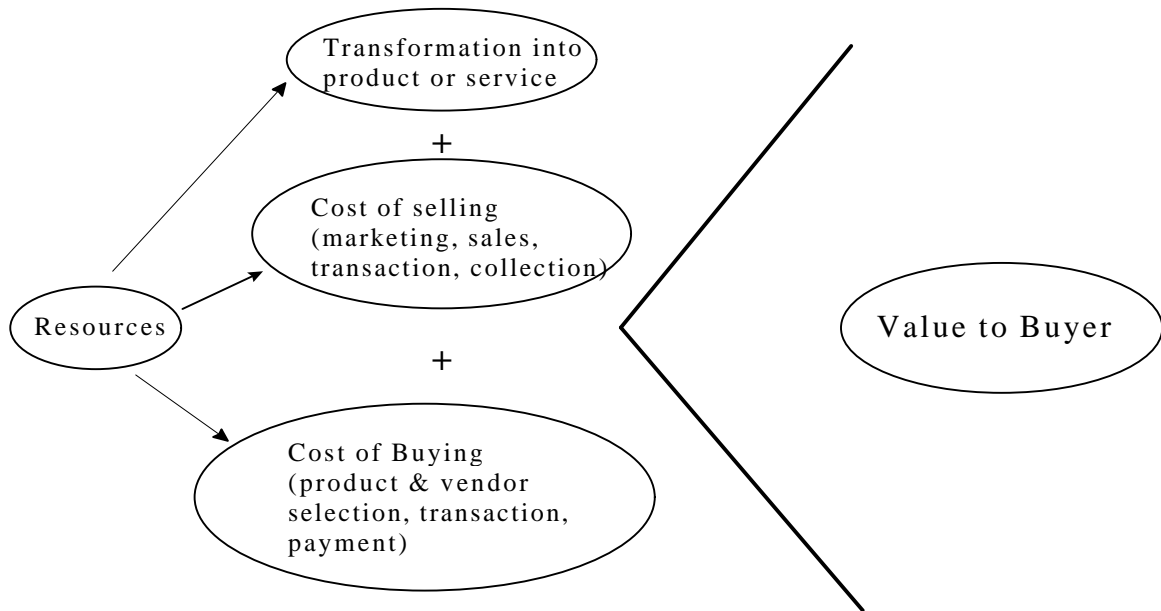 Transformation into
product or service
+
Cost of selling
(marketing, sales,
transaction, collection)
Resources
+
Cost of Buying
(product & vendor
selection, transaction,
payment)
Value to Buyer